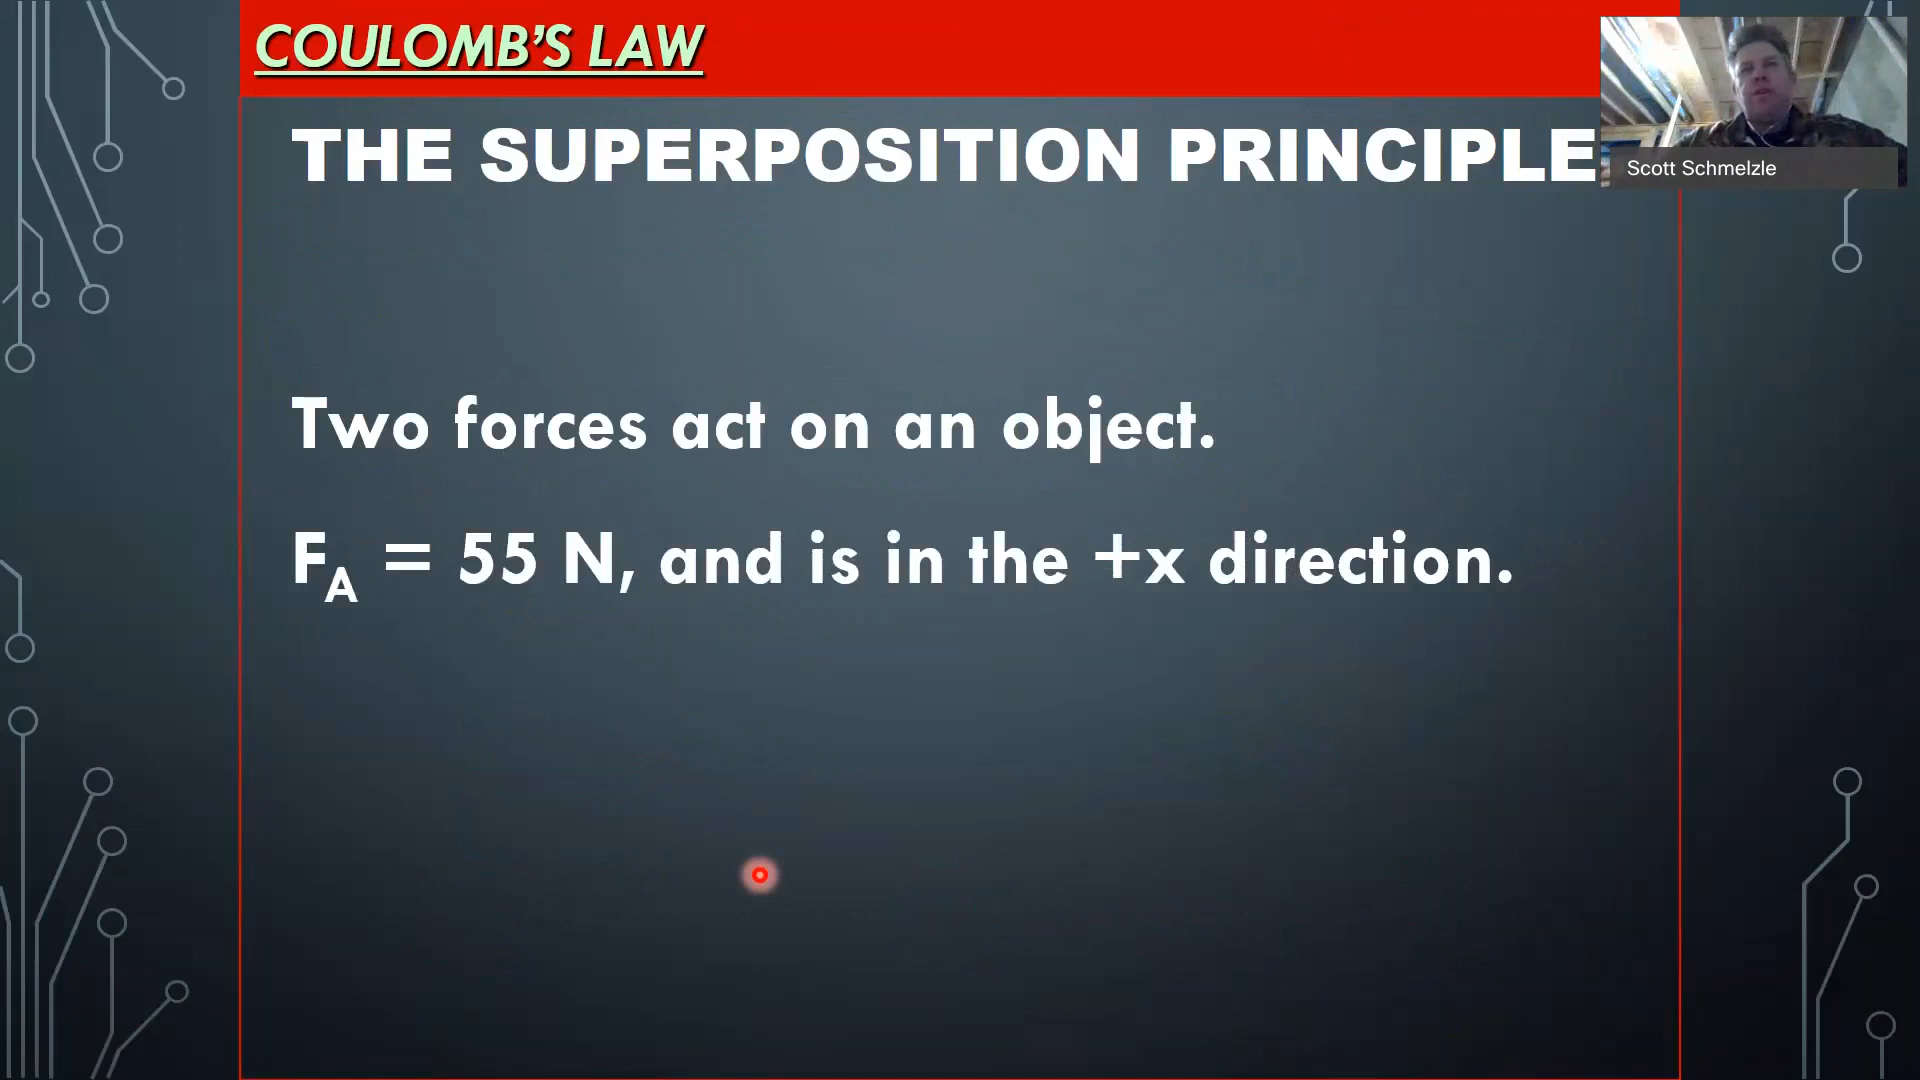 COULOMB'S LAW
THE SUPERPOSITION PRINCIPLE
Scott Schmelzle
Two forces act on an object.
F_A = 55 N, and is in the +x direction.